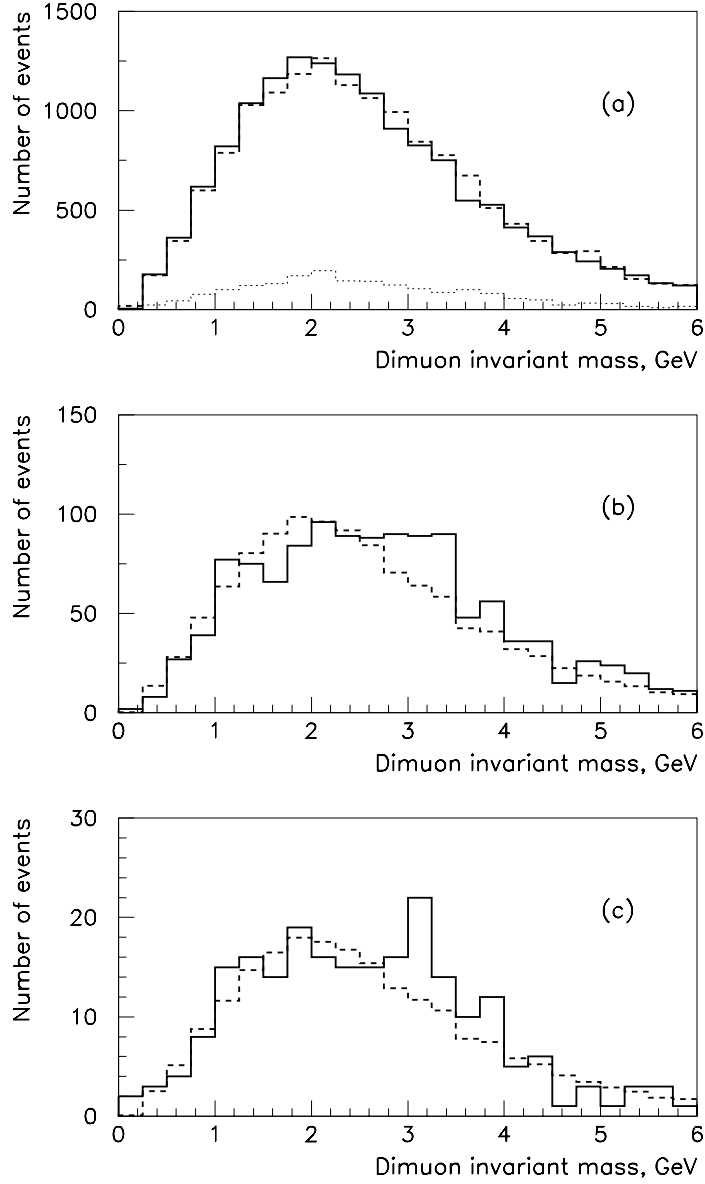 1500
1000
500
0
Number of events
(a)
0 1 2 3 4 5 6
Dimuon invariant mass, GeV
150
100
50
0
Number of events
(b)
0 1 2 3 4 5 6
Dimuon invariant mass, GeV
30
20
10
0
Number of events
(c)
0 1 2 3 4 5 6
Dimuon invariant mass, GeV